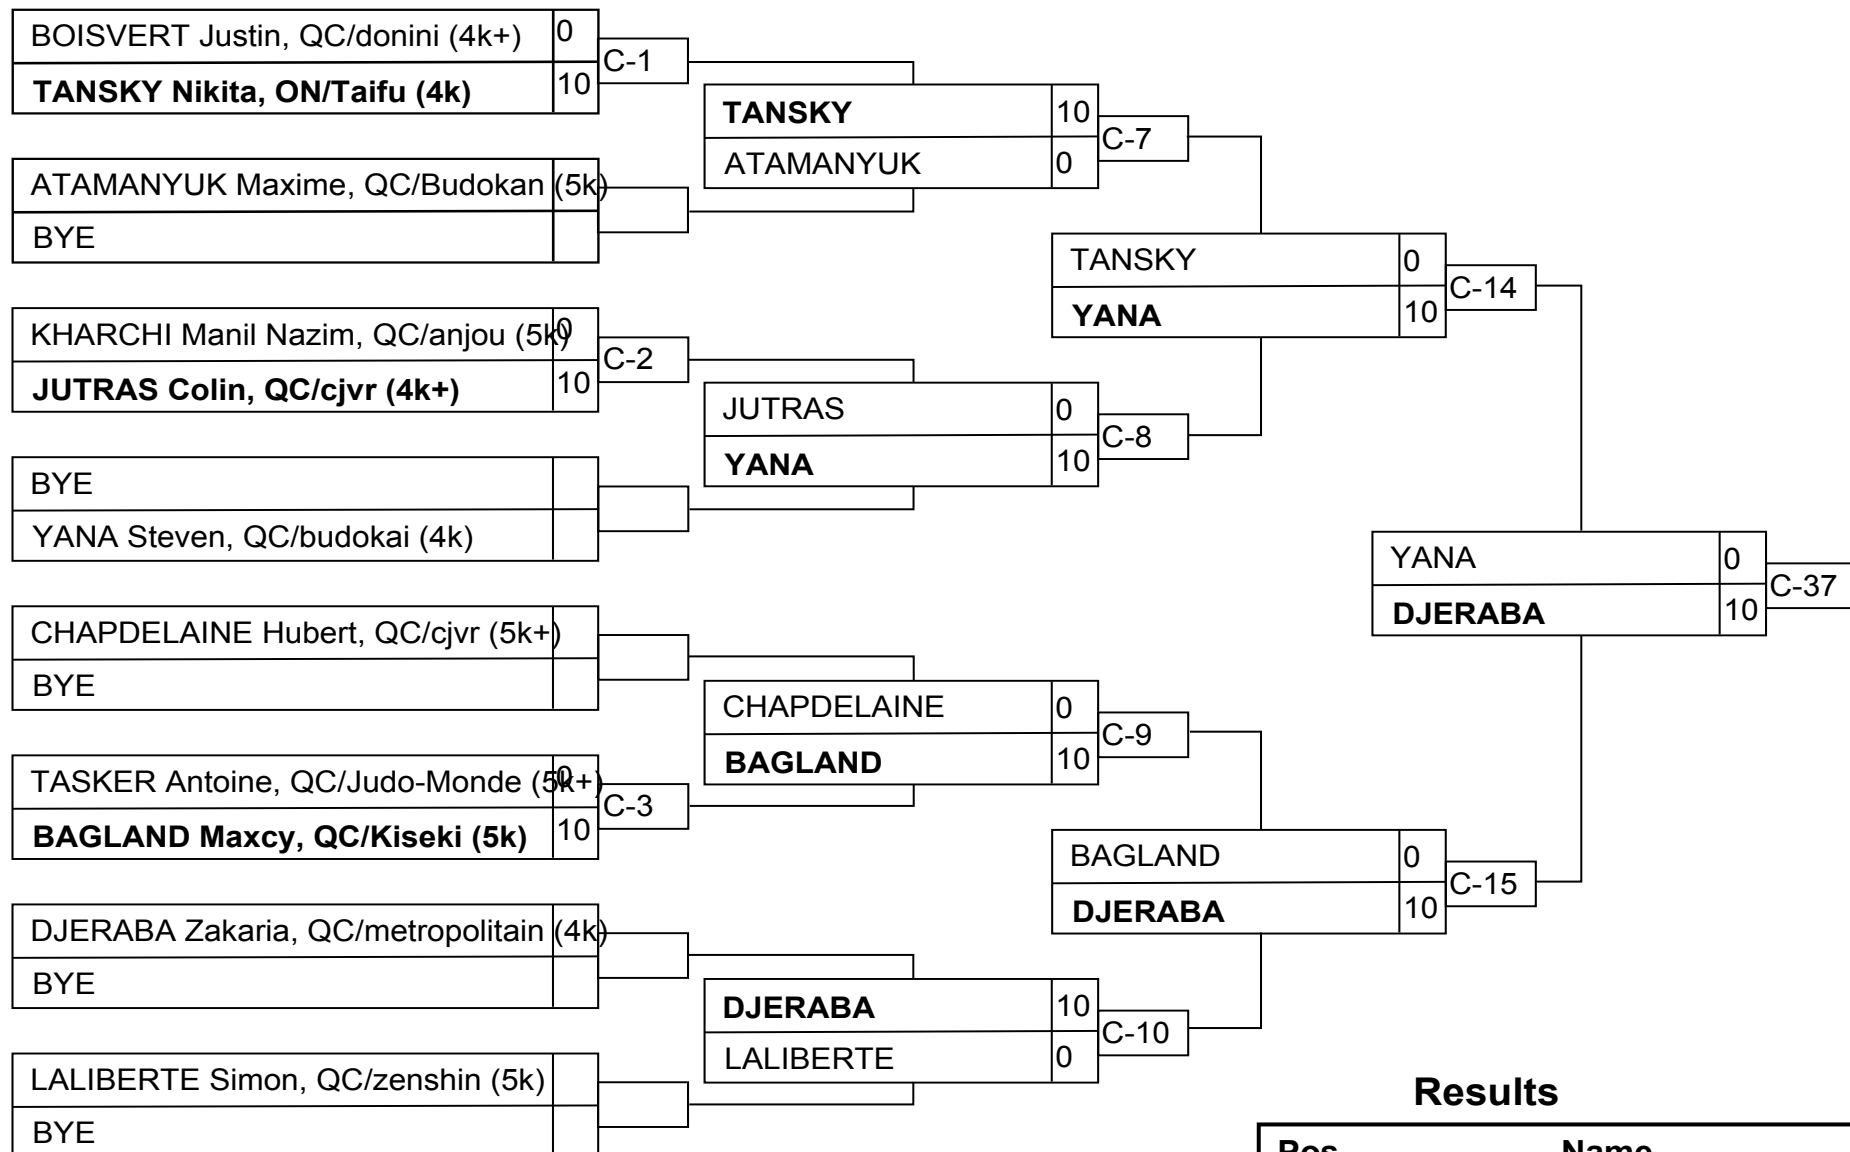 BOISVERT Justin, QC/donini (4k+) 0
TANSKY Nikita, ON/Taifu (4k) 10
C-1
ATAMANYUK Maxime, QC/Budokan (5k)
BYE
KHARCHI Manil Nazim, QC/anjou (5k) 0
JUTRAS Colin, QC/cjvr (4k+) 10
C-2
BYE
YANA Steven, QC/budokai (4k)
CHAPDELAINE Hubert, QC/cjvr (5k+)
BYE
TASKER Antoine, QC/Judo-Monde (5k+) 0
BAGLAND Maxcy, QC/Kiseki (5k) 10
C-3
DJERABA Zakaria, QC/metropolitain (4k)
BYE
LALIBERTE Simon, QC/zenshin (5k)
BYE
TANSKY 10
ATAMANYUK 0
C-7
JUTRAS 0
YANA 10
C-8
CHAPDELAINE 0
BAGLAND 10
C-9
DJERABA 10
LALIBERTE 0
C-10
TANSKY 0
YANA 10
C-14
BAGLAND 0
DJERABA 10
C-15
YANA 0
DJERABA 10
C-37
Results
Pos Name